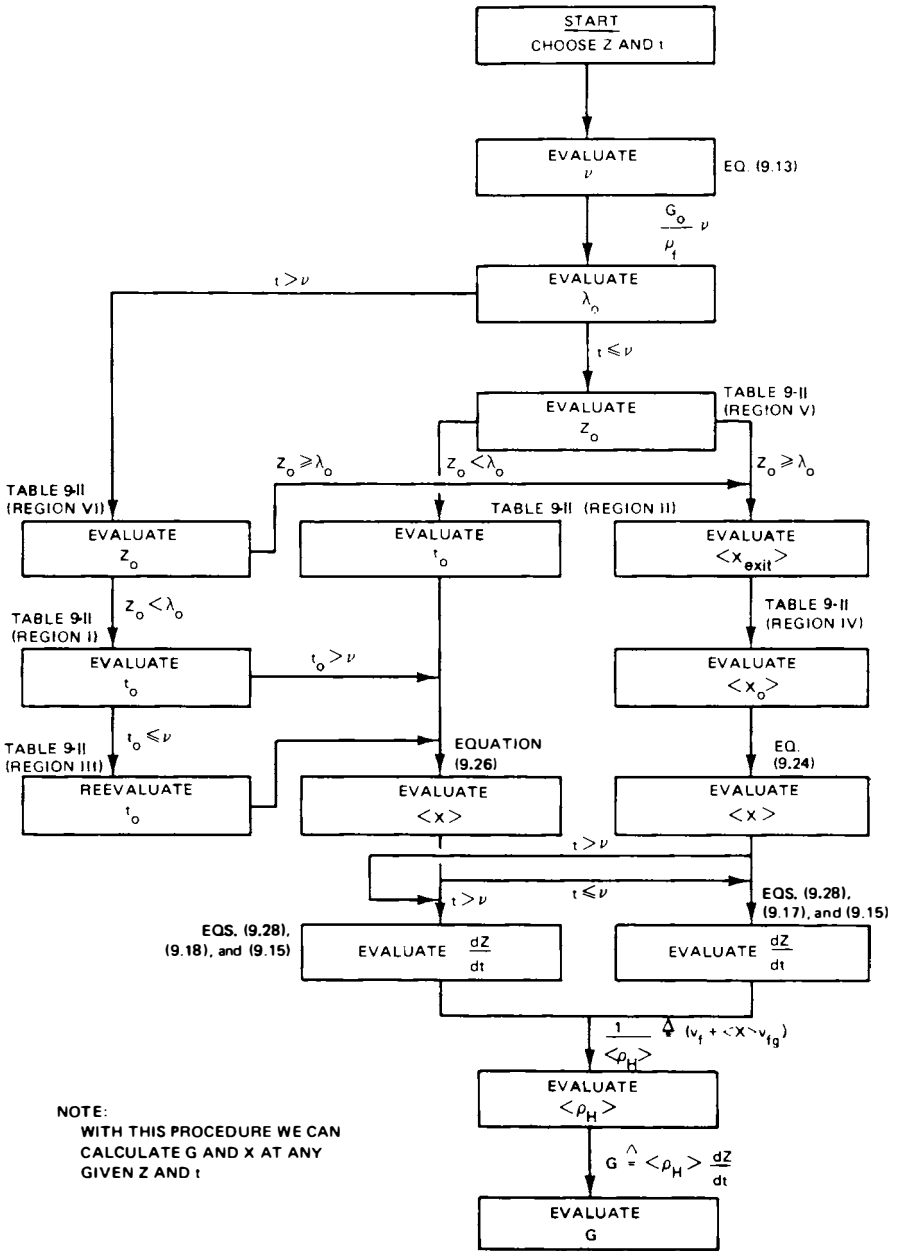 START
CHOOSE Z AND t
EVALUATE
ν
EQ. (9.13)
G_o/ρ_f ν
EVALUATE
λ_o
t > ν
t ≤ ν
EVALUATE
Z_o
TABLE 9-II
(REGION V)
Z_o ≥ λ_o
Z_o < λ_o
Z_o ≥ λ_o
TABLE 9-II
(REGION VI)
EVALUATE
Z_o
TABLE 9-II (REGION II)
EVALUATE
t_o
EVALUATE
<x_exit>
Z_o < λ_o
TABLE 9-II
(REGION I)
TABLE 9-II
(REGION IV)
EVALUATE
t_o
t_o > ν
EVALUATE
<x_o>
t_o ≤ ν
TABLE 9-II
(REGION III)
REEVALUATE
t_o
EQUATION
(9.26)
EVALUATE
<x>
EQ.
(9.24)
EVALUATE
<x>
t > ν
t ≤ ν
t > ν
EQS. (9.28),
(9.18), and (9.15)
EVALUATE dZ/dt
EQS. (9.28),
(9.17), and (9.15)
EVALUATE dZ/dt
1/<ρ_H> ≙ (v_f + <X> v_fg)
EVALUATE
<ρ_H>
G ≙ <ρ_H> dZ/dt
EVALUATE
G
NOTE:
WITH THIS PROCEDURE WE CAN
CALCULATE G AND X AT ANY
GIVEN Z AND t